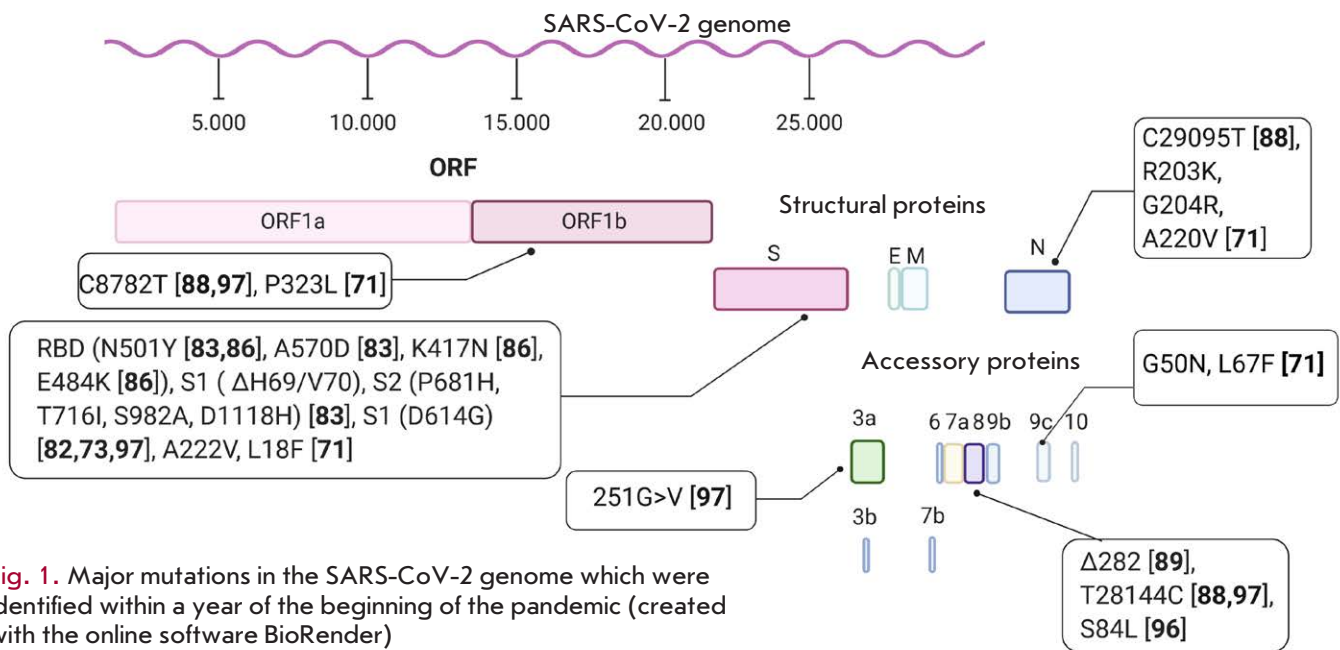 SARS-CoV-2 genome
5.000 10.000 15.000 20.000 25.000
ORF
ORF1a ORF1b
C8782T [88,97], P323L [71]
Structural proteins
S E M N
C29095T [88],
R203K,
G204R,
A220V [71]
RBD (N501Y [83,86], A570D [83], K417N [86],
E484K [86]), S1 ( ΔH69/V70), S2 (P681H,
T716I, S982A, D1118H) [83], S1 (D614G)
[82,73,97], A222V, L18F [71]
Accessory proteins
G50N, L67F [71]
3a 6 7a 8 9b 9c 10
251G>V [97]
3b 7b
Δ282 [89],
T28144C [88,97],
S84L [96]
ig. 1. Major mutations in the SARS-CoV-2 genome which were
dentified within a year of the beginning of the pandemic (created
with the online software BioRender)